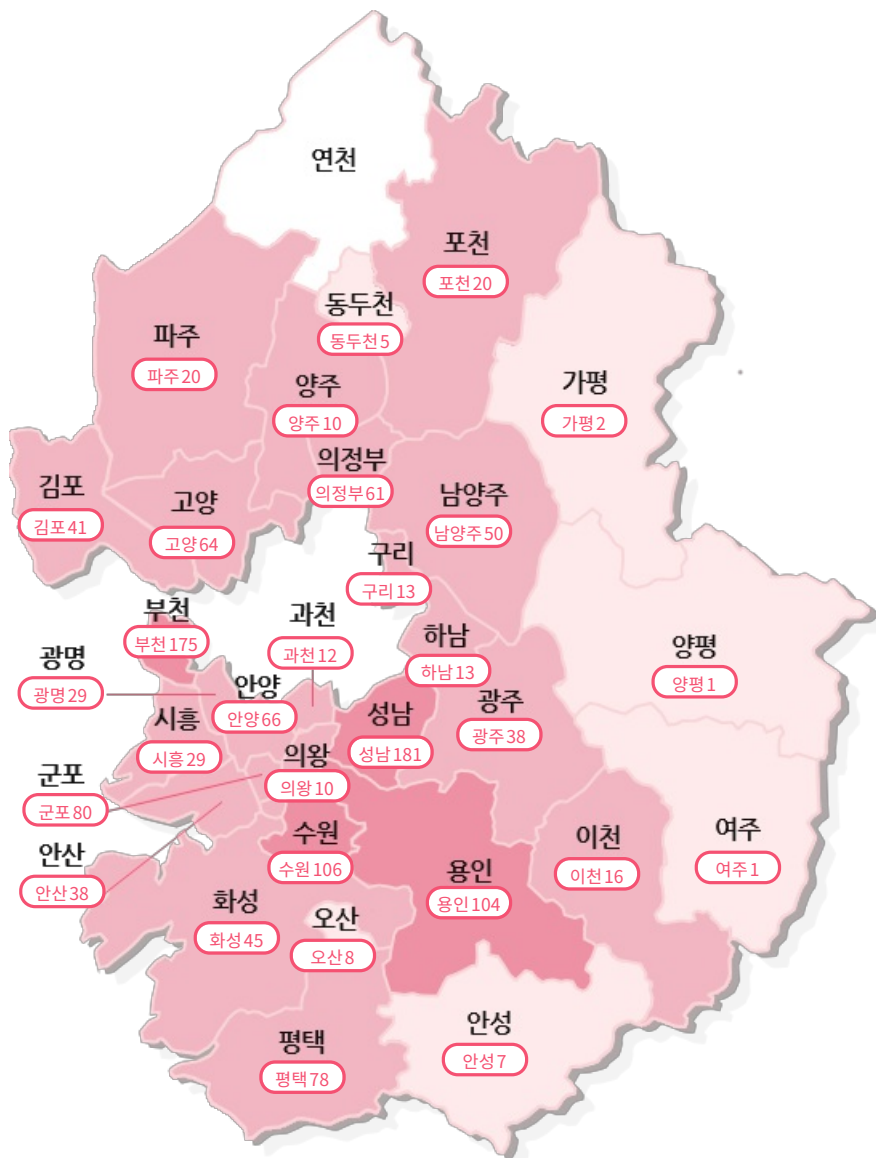 연천
포천
포천20
동두천
동두천5
파주
파주20
가평
가평2
양주
양주10
의정부
의정부61
김포
김포41
고양
고양64
남양주
남양주50
구리
구리13
부천
부천175
과천
과천12
하남
하남13
양평
양평1
광명
광명29
안양
안양66
시흥
시흥29
성남
성남181
광주
광주38
의왕
의왕10
군포
군포80
수원
수원106
이천
이천16
여주
여주1
안산
안산38
용인
용인104
화성
화성45
오산
오산8
안성
안성7
평택
평택78